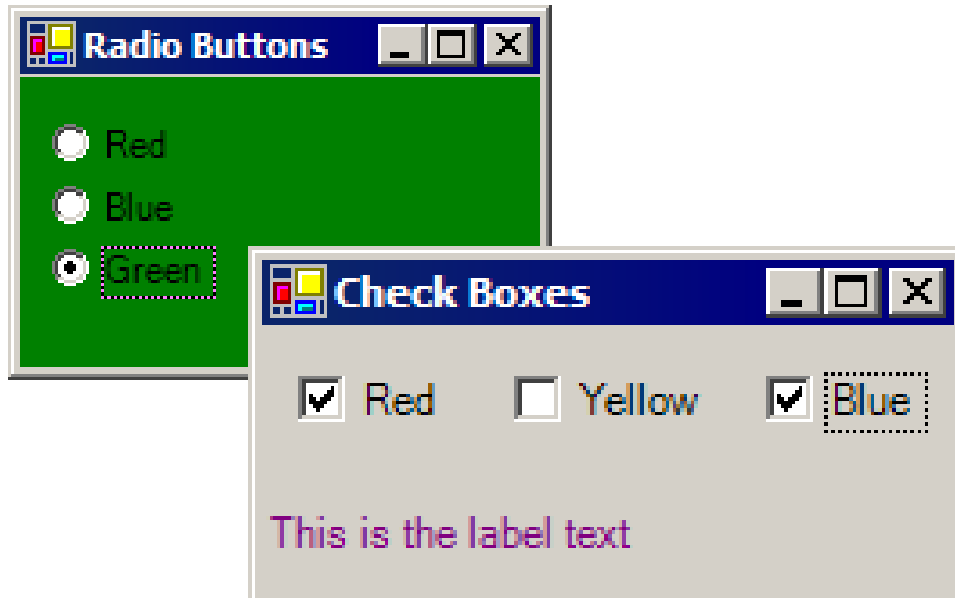 Radio Buttons
Red
Blue
Green
Check Boxes
Red Yellow Blue
This is the label text